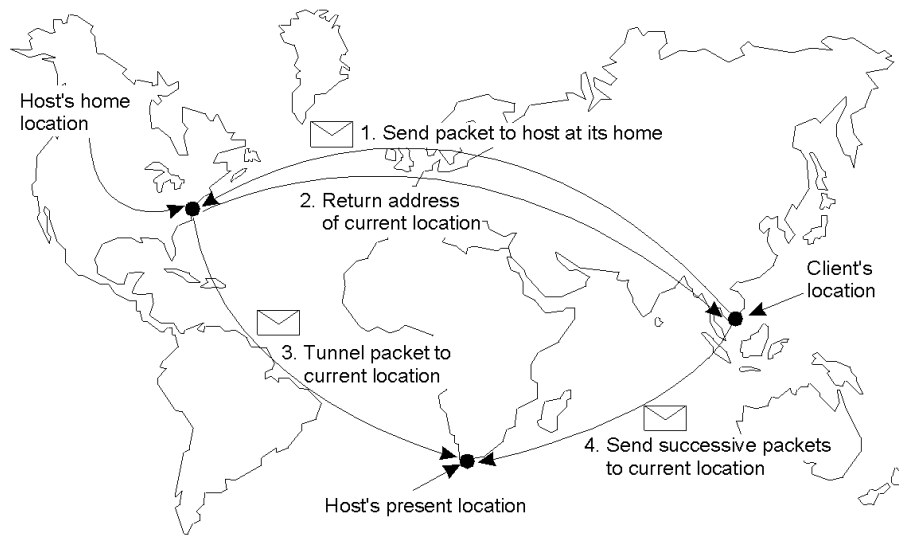 Host's home
location
1. Send packet to host at its home
2. Return address
of current location
Client's
location
3. Tunnel packet to
current location
4. Send successive packets
to current location
Host's present location